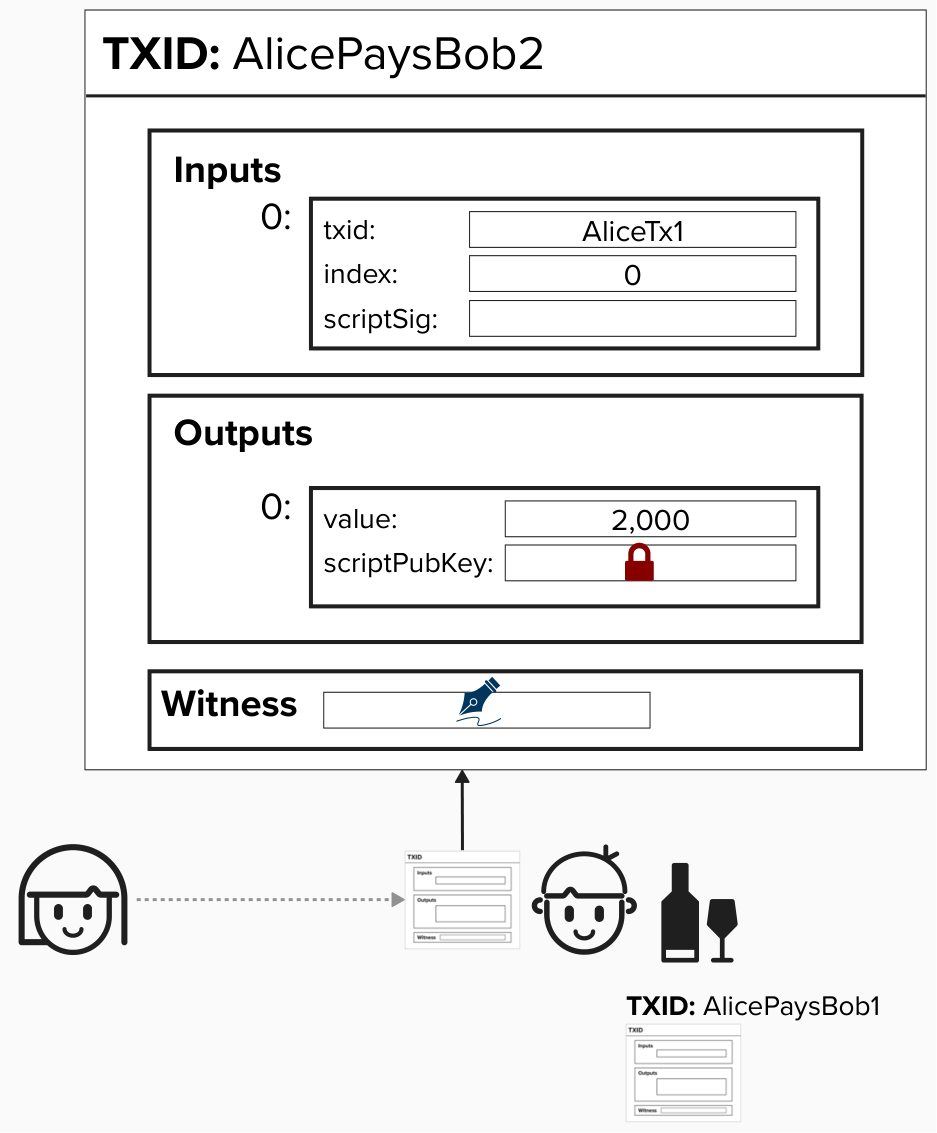 TXID: AlicePaysBob2
Inputs
0:
txid: AliceTx1
index: 0
scriptSig:
Outputs
0:
value: 2,000
scriptPubKey:
Witness
TXID
Inputs
Outputs
Witness
TXID: AlicePaysBob1
TXID
Inputs
Outputs
Witness